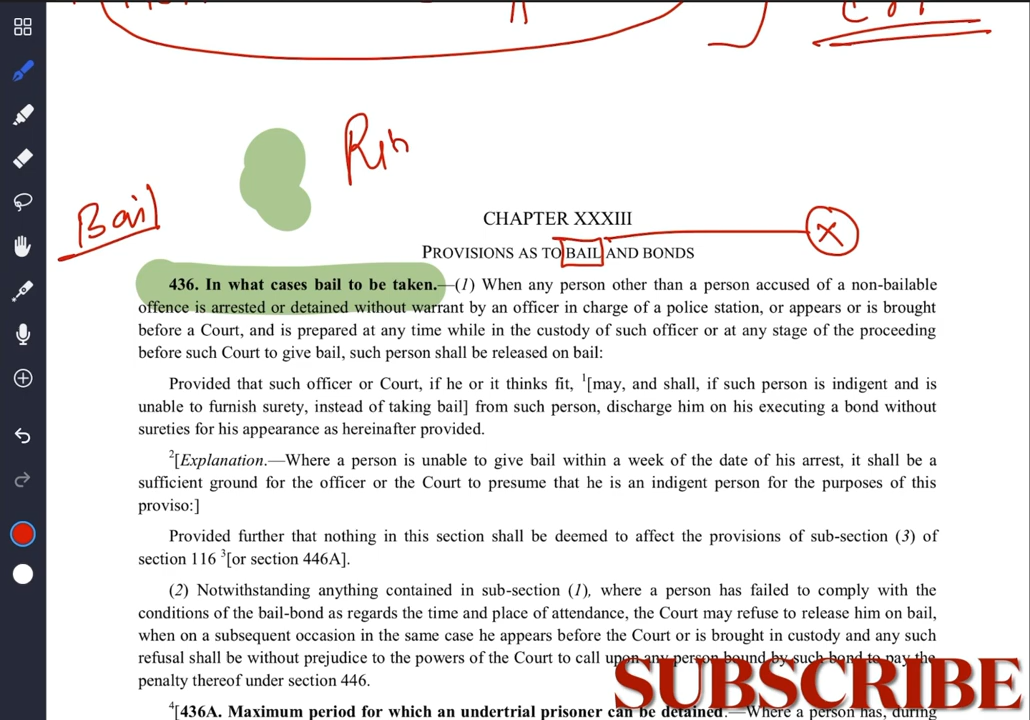 Bail
CHAPTER XXXIII
PROVISIONS AS TO BAIL AND BONDS
X
436. In what cases bail to be taken.—(1) When any person other than a person accused of a non-bailable
offence is arrested or detained without warrant by an officer in charge of a police station, or appears or is brought
before a Court, and is prepared at any time while in the custody of such officer or at any stage of the proceeding
before such Court to give bail, such person shall be released on bail:
Provided that such officer or Court, if he or it thinks fit, 1[may, and shall, if such person is indigent and is
unable to furnish surety, instead of taking bail] from such person, discharge him on his executing a bond without
sureties for his appearance as hereinafter provided.
2[Explanation.—Where a person is unable to give bail within a week of the date of his arrest, it shall be a
sufficient ground for the officer or the Court to presume that he is an indigent person for the purposes of this
proviso:]
Provided further that nothing in this section shall be deemed to affect the provisions of sub-section (3) of
section 116 3[or section 446A].
(2) Notwithstanding anything contained in sub-section (1), where a person has failed to comply with the
conditions of the bail-bond as regards the time and place of attendance, the Court may refuse to release him on bail,
when on a subsequent occasion in the same case he appears before the Court or is brought in custody and any such
refusal shall be without prejudice to the powers of the Court to call upon any person bound by such bond to pay the
penalty thereof under section 446.
4[436A. Maximum period for which an undertrial prisoner can be detained.—Where a person has, during
SUBSCRIBE